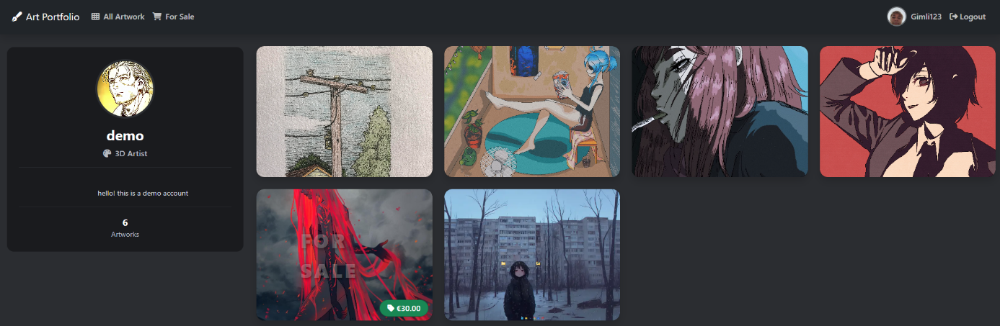 Art Portfolio All Artwork For Sale Gimli123 Logout
demo
3D Artist
hello! this is a demo account
6
Artworks
FOR
SALE
€30.00